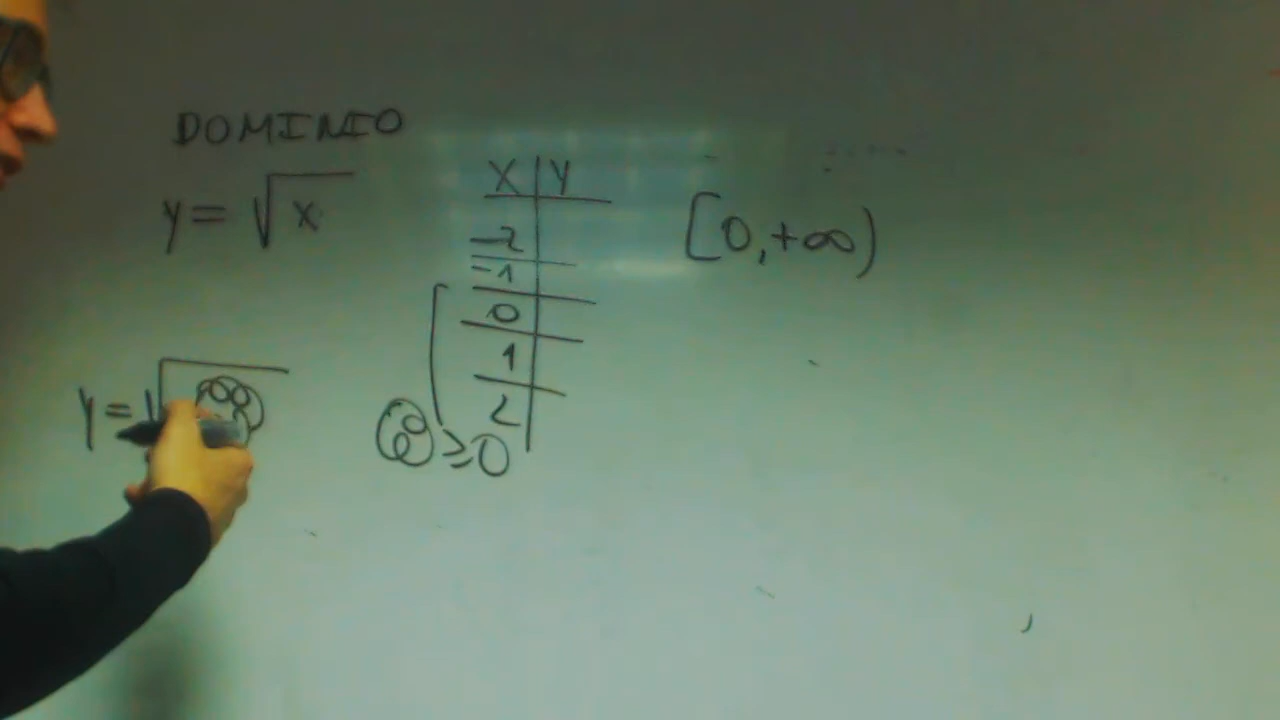 DOMINIO
y = √x
X | Y
-2
-1
0
1
2
[0, +∞)
y = √
≥ 0